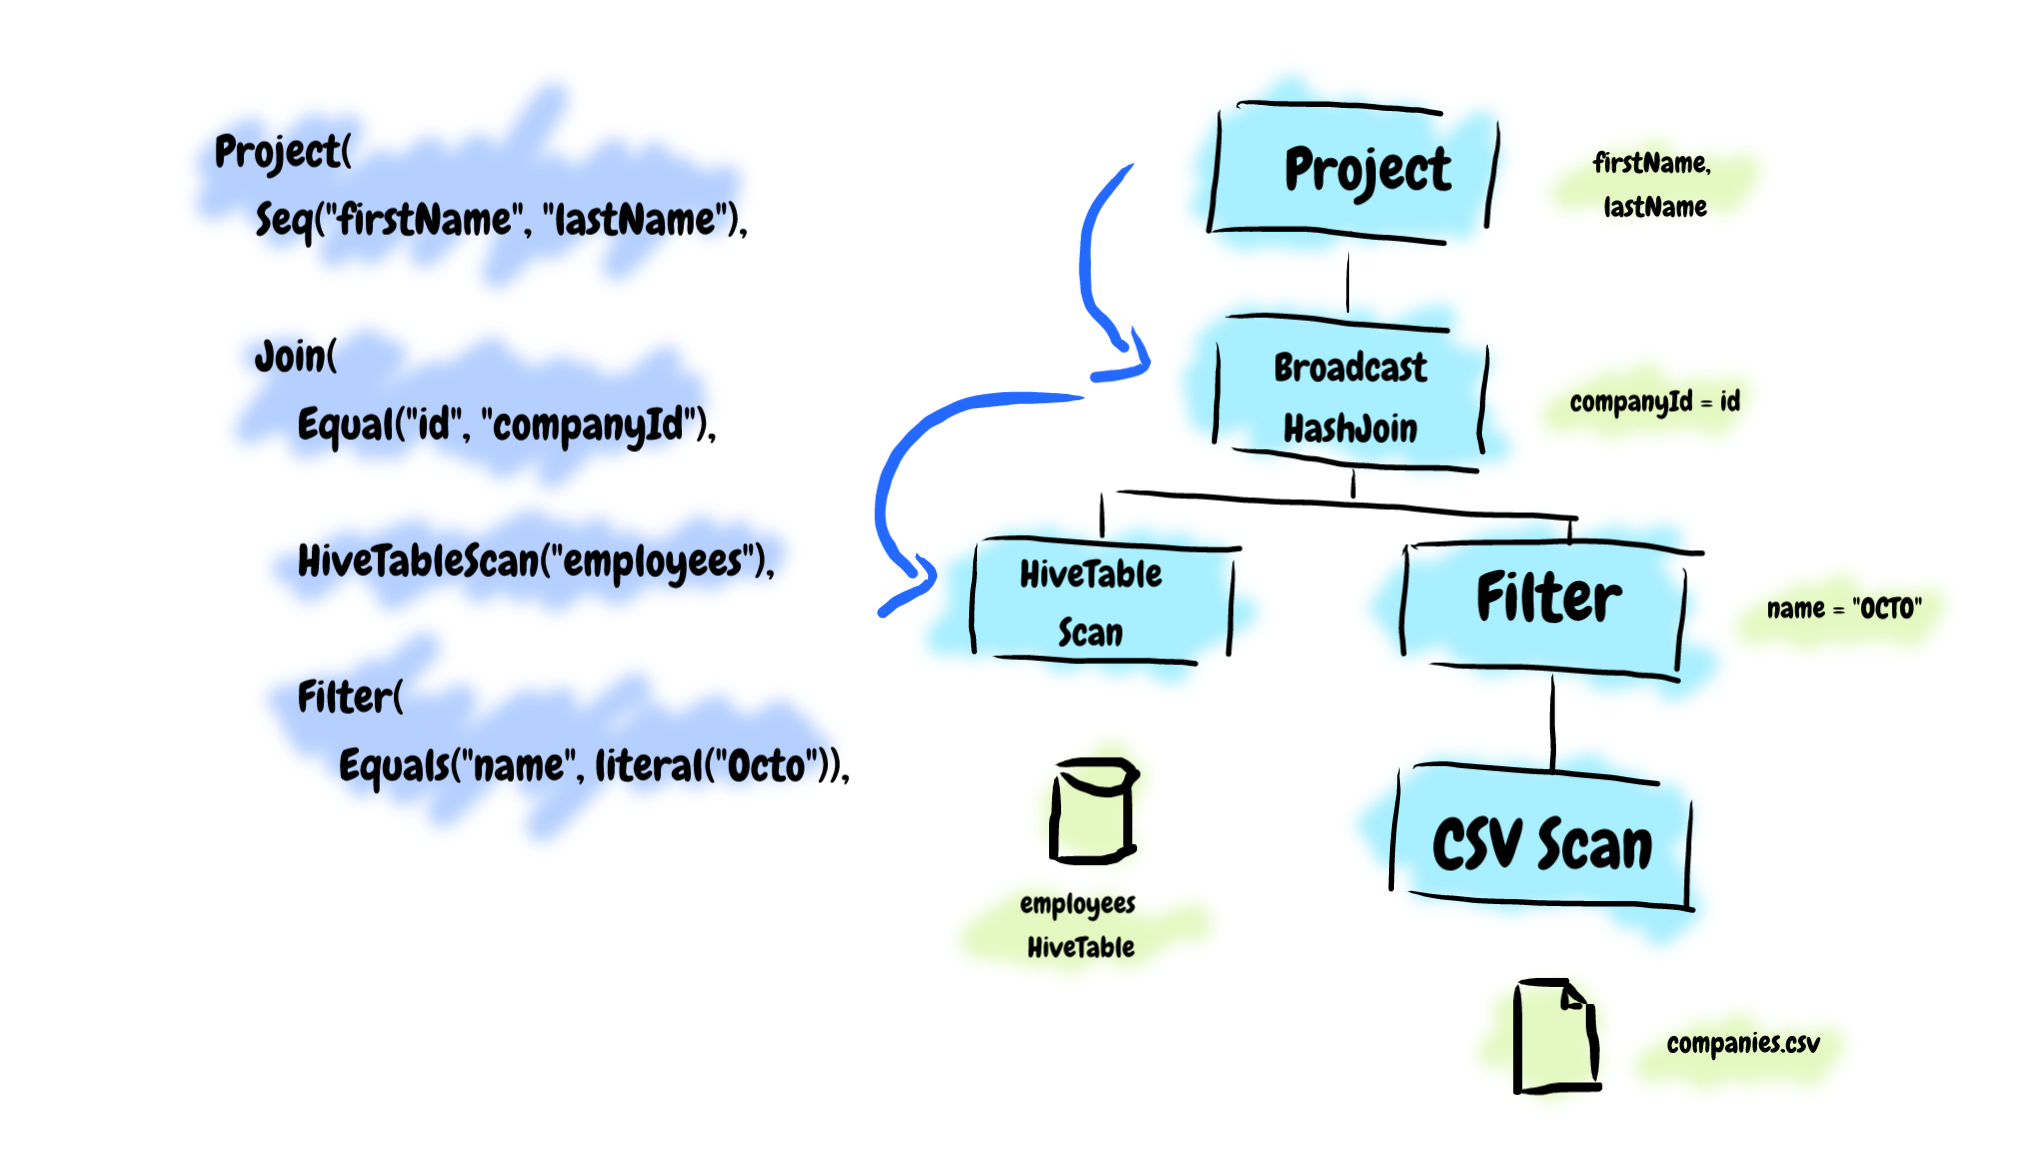 Project(
Seq("firstName", "lastName"),
Join(
Equal("id", "companyId"),
HiveTableScan("employees"),
Filter(
Equals("name", literal("Octo")),
Project
firstName,
lastName
Broadcast
HashJoin
companyId = id
HiveTable
Scan
Filter
name = "OCTO"
CSV Scan
employees
HiveTable
companies.csv